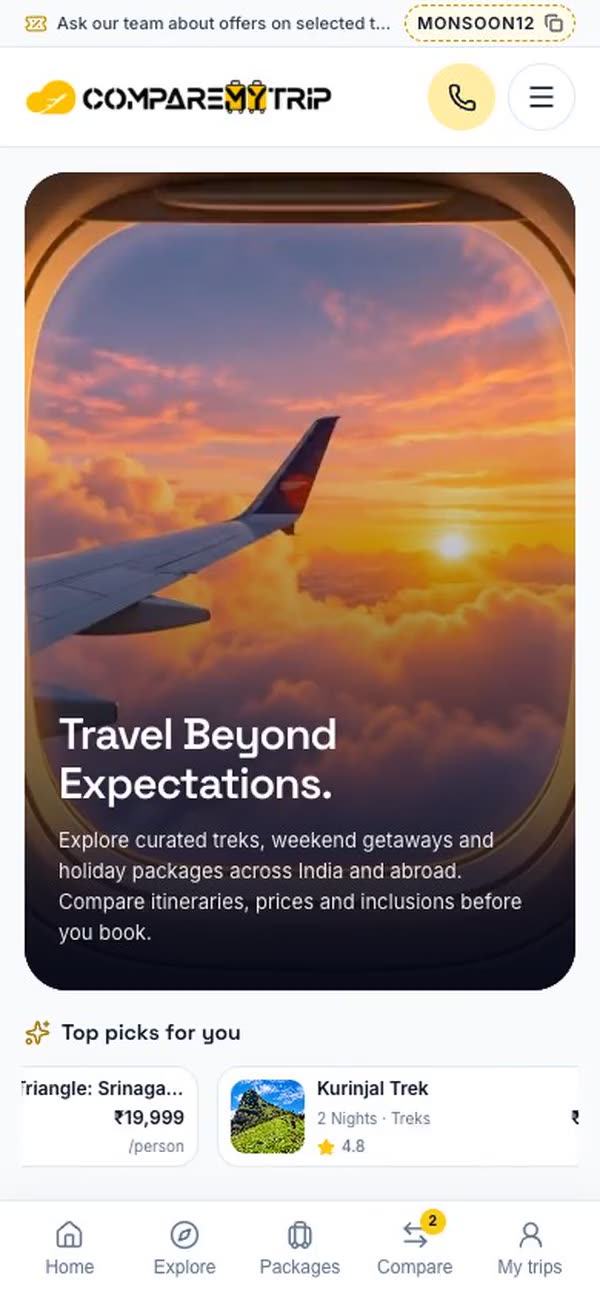 Ask our team about offers on selected t...
MONSOON12
COMPAREMYTRIP
Travel Beyond
Expectations.
Explore curated treks, weekend getaways and
holiday packages across India and abroad.
Compare itineraries, prices and inclusions before
you book.
Top picks for you
Triangle: Srinaga...
₹19,999
/person
Kurinjal Trek
2 Nights · Treks
4.8
₹
2
Home
Explore
Packages
Compare
My trips